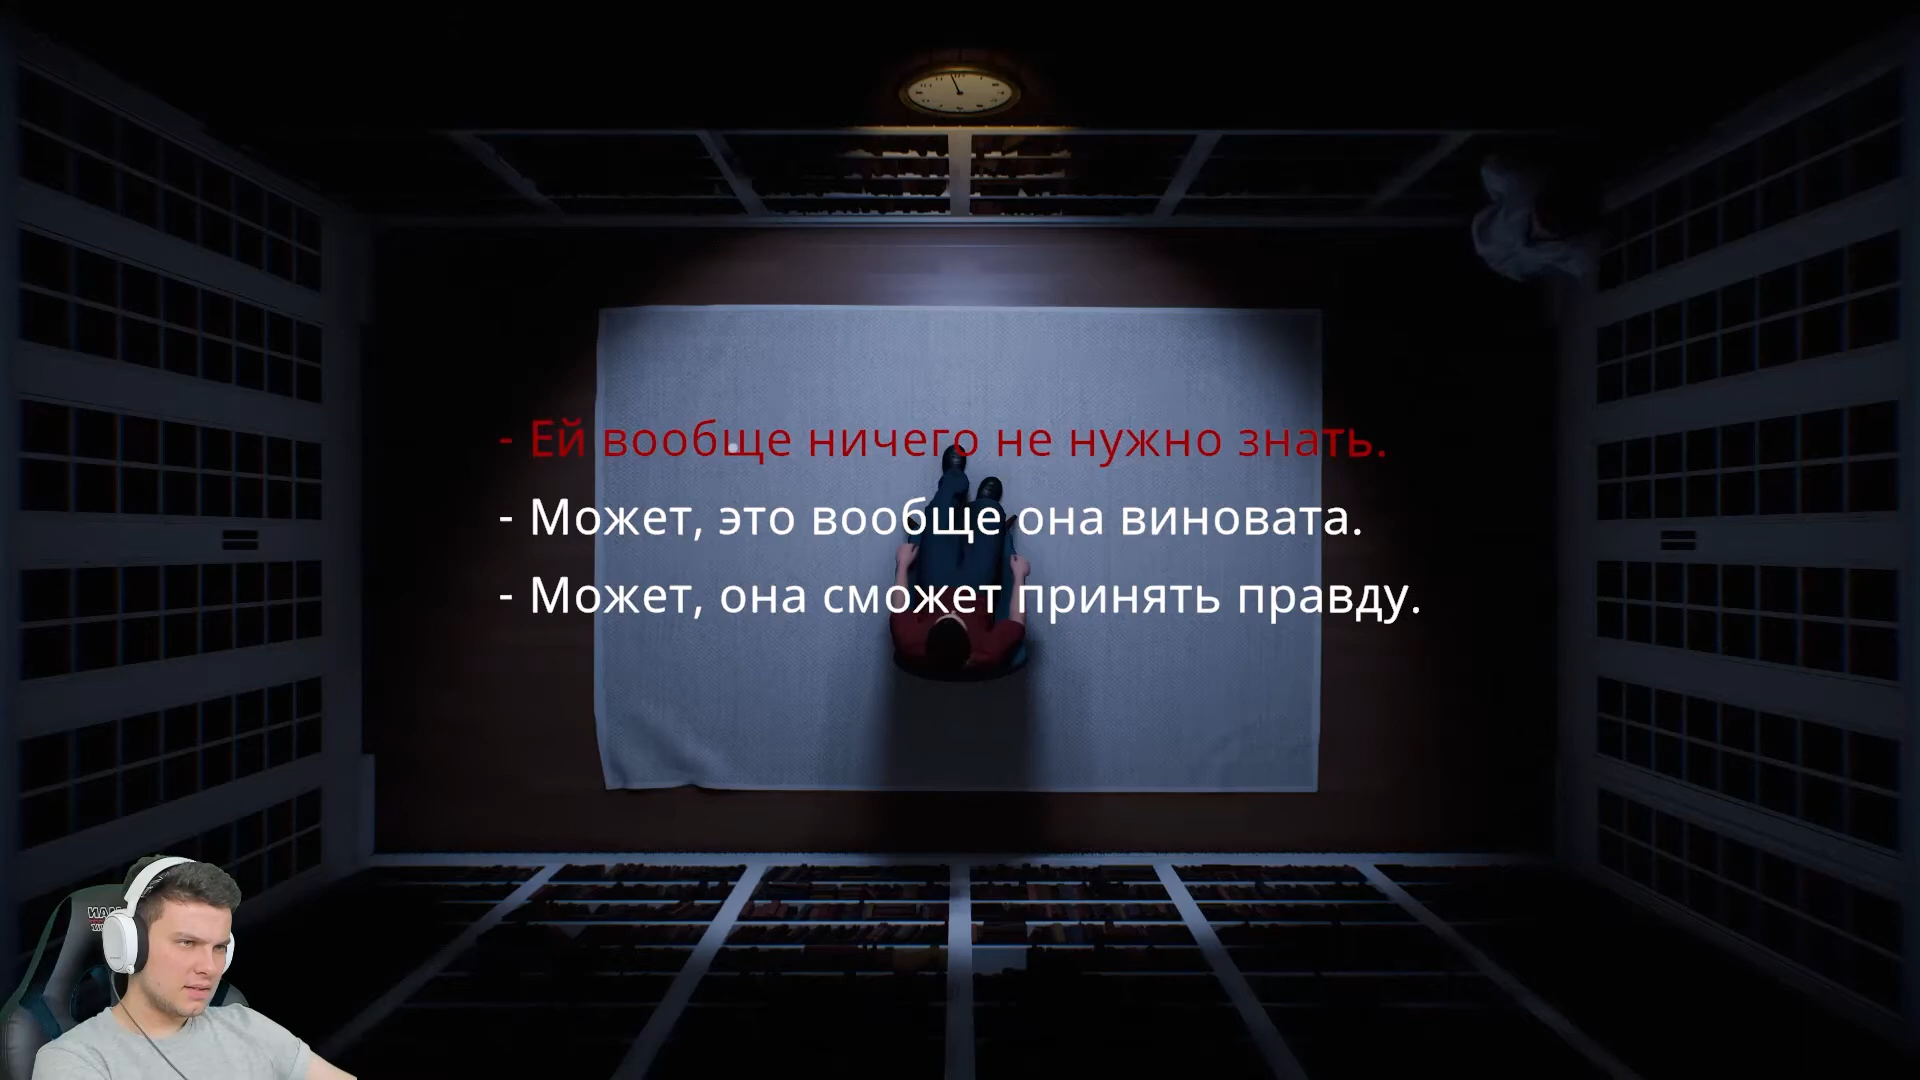 - Ей вообще ничего не нужно знать.
- Может, это вообще она виновата.
- Может, она сможет принять правду.